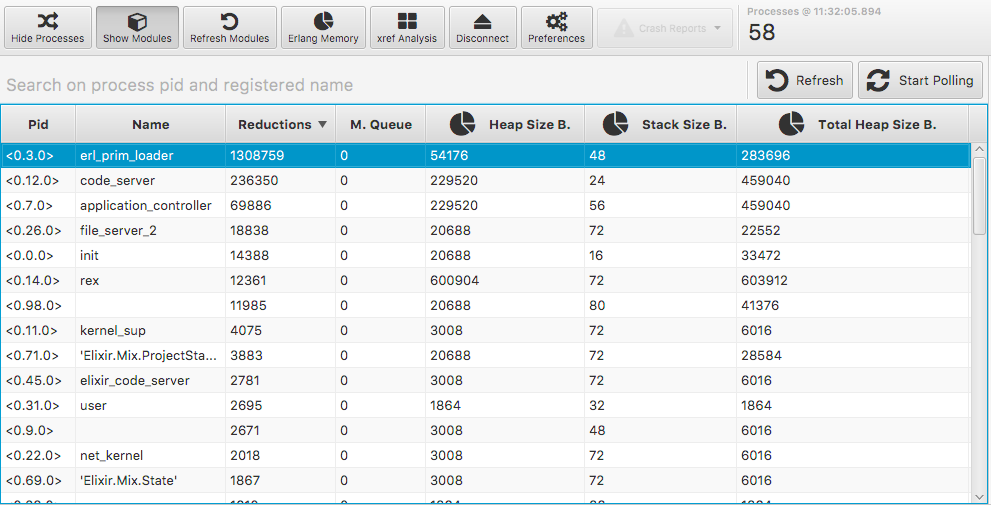 Hide Processes Show Modules Refresh Modules Erlang Memory xref Analysis Disconnect Preferences Crash Reports Processes @ 11:32:05.894
58
Search on process pid and registered name Refresh Start Polling
Pid Name Reductions M. Queue Heap Size B. Stack Size B. Total Heap Size B.
<0.3.0> erl_prim_loader 1308759 0 54176 48 283696
<0.12.0> code_server 236350 0 229520 24 459040
<0.7.0> application_controller 69886 0 229520 56 459040
<0.26.0> file_server_2 18838 0 20688 72 22552
<0.0.0> init 14388 0 20688 16 33472
<0.14.0> rex 12361 0 600904 72 603912
<0.98.0> 11985 0 20688 80 41376
<0.11.0> kernel_sup 4075 0 3008 72 6016
<0.71.0> 'Elixir.Mix.ProjectSta... 3883 0 20688 72 28584
<0.45.0> elixir_code_server 2781 0 3008 72 6016
<0.31.0> user 2695 0 1864 32 1864
<0.9.0> 2671 0 3008 48 6016
<0.22.0> net_kernel 2018 0 3008 72 6016
<0.69.0> 'Elixir.Mix.State' 1867 0 3008 72 6016